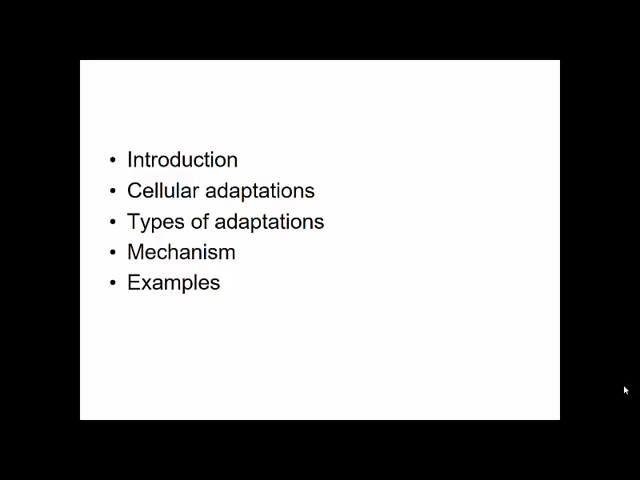 • Introduction
• Cellular adaptations
• Types of adaptations
• Mechanism
• Examples